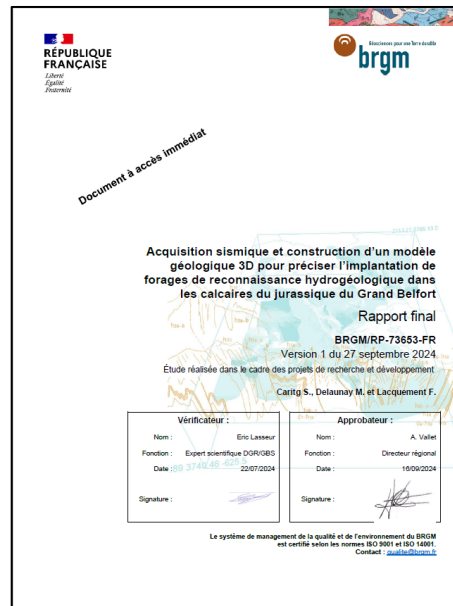 RÉPUBLIQUE
FRANÇAISE
Liberté
Égalité
Fraternité
Géosciences pour une Terre durable
brgm
Document à accès immédiat
Acquisition sismique et construction d'un modèle
géologique 3D pour préciser l'implantation de
forages de reconnaissance hydrogéologique dans
les calcaires du jurassique du Grand Belfort
Rapport final
BRGM/RP-73653-FR
Version 1 du 27 septembre 2024
Étude réalisée dans le cadre des projets de recherche et développement
Caritg S., Delaunay M. et Lacquement F.
Vérificateur :
Nom : Eric Lasseur
Fonction : Expert scientifique DGR/GBS
Date : 22/07/2024
Signature :
Approbateur :
Nom : A. Vallet
Fonction : Directeur régional
Date : 16/09/2024
Signature :
Le système de management de la qualité et de l'environnement du BRGM
est certifié selon les normes ISO 9001 et ISO 14001.
Contact : qualite@brgm.fr